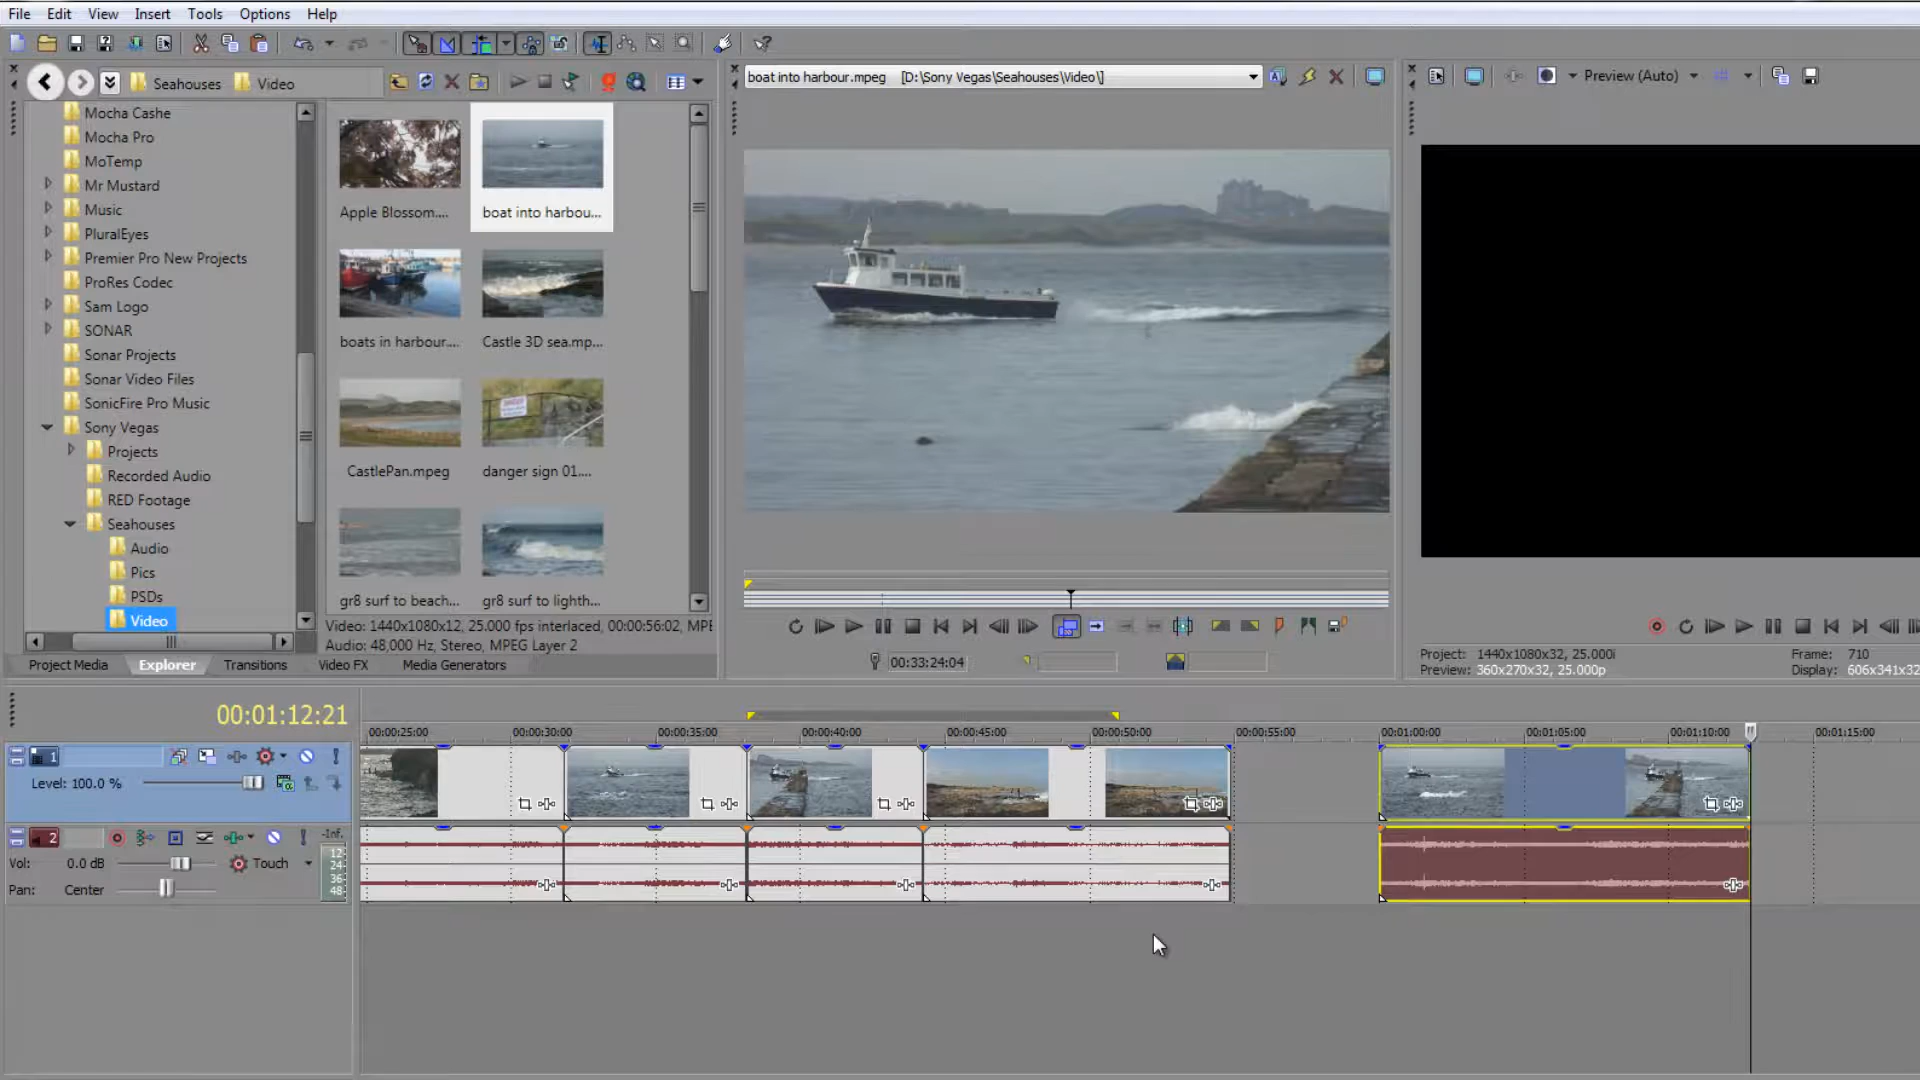 File Edit View Insert Tools Options Help
Seahouses Video
boat into harbour.mpeg [D:\Sony Vegas\Seahouses\Video\]
Preview (Auto)
Mocha Cashe
Mocha Pro
MoTemp
Mr Mustard
Music
PluralEyes
Premier Pro New Projects
ProRes Codec
Sam Logo
SONAR
Sonar Projects
Sonar Video Files
SonicFire Pro Music
Sony Vegas
Projects
Recorded Audio
RED Footage
Seahouses
Audio
Pics
PSDs
Video
Apple Blossom.... boat into harbou...
boats in harbour.... Castle 3D sea.mp...
CastlePan.mpeg danger sign 01....
DANGER
gr8 surf to beach... gr8 surf to lighth...
Video: 1440x1080x12, 25.000 fps interlaced, 00:00:56:02, MPE
Audio: 48,000 Hz, Stereo, MPEG Layer 2
Project Media Explorer Transitions Video FX Media Generators
00:33:24:04
Project: 1440x1080x32, 25.000i Frame: 710
Preview: 360x270x32, 25.000p Display: 606x341x32
00:01:12:21
00:00:25:00 00:00:30:00 00:00:35:00 00:00:40:00 00:00:45:00 00:00:50:00 00:00:55:00 00:01:00:00 00:01:05:00 00:01:10:00 00:01:15:00
1
Level: 100.0 %
2 -Inf.
Vol: 0.0 dB Touch
Pan: Center
12
24
36
48